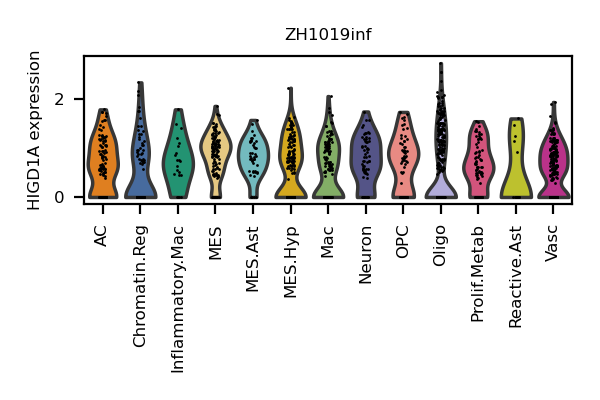 ZH1019inf
HIGD1A expression
2
0
AC
Chromatin.Reg
Inflammatory.Mac
MES
MES.Ast
MES.Hyp
Mac
Neuron
OPC
Oligo
Prolif.Metab
Reactive.Ast
Vasc